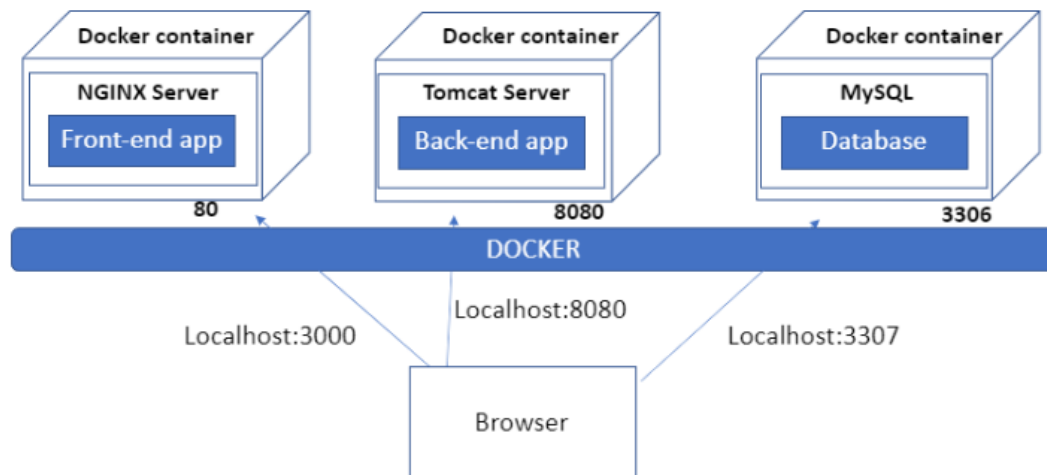 Docker container
NGINX Server
Front-end app
80
Docker container
Tomcat Server
Back-end app
8080
Docker container
MySQL
Database
3306
DOCKER
Localhost:3000
Localhost:8080
Localhost:3307
Browser